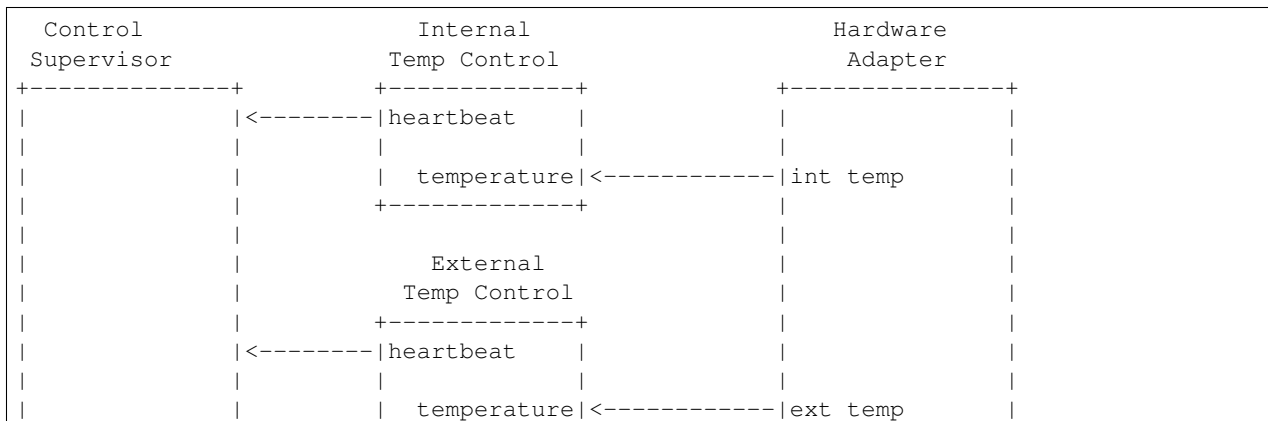 Control                Internal                     Hardware
 Supervisor             Temp Control                   Adapter
+--------------+         +-------------+             +---------------+
|              |<--------|heartbeat    |             |               |
|              |         |             |             |               |
|              |         |  temperature|<------------|int temp       |
|              |         +-------------+             |               |
|              |                                     |               |
|              |            External                 |               |
|              |          Temp Control               |               |
|              |         +-------------+             |               |
|              |<--------|heartbeat    |             |               |
|              |         |             |             |               |
|              |         |  temperature|<------------|ext temp       |